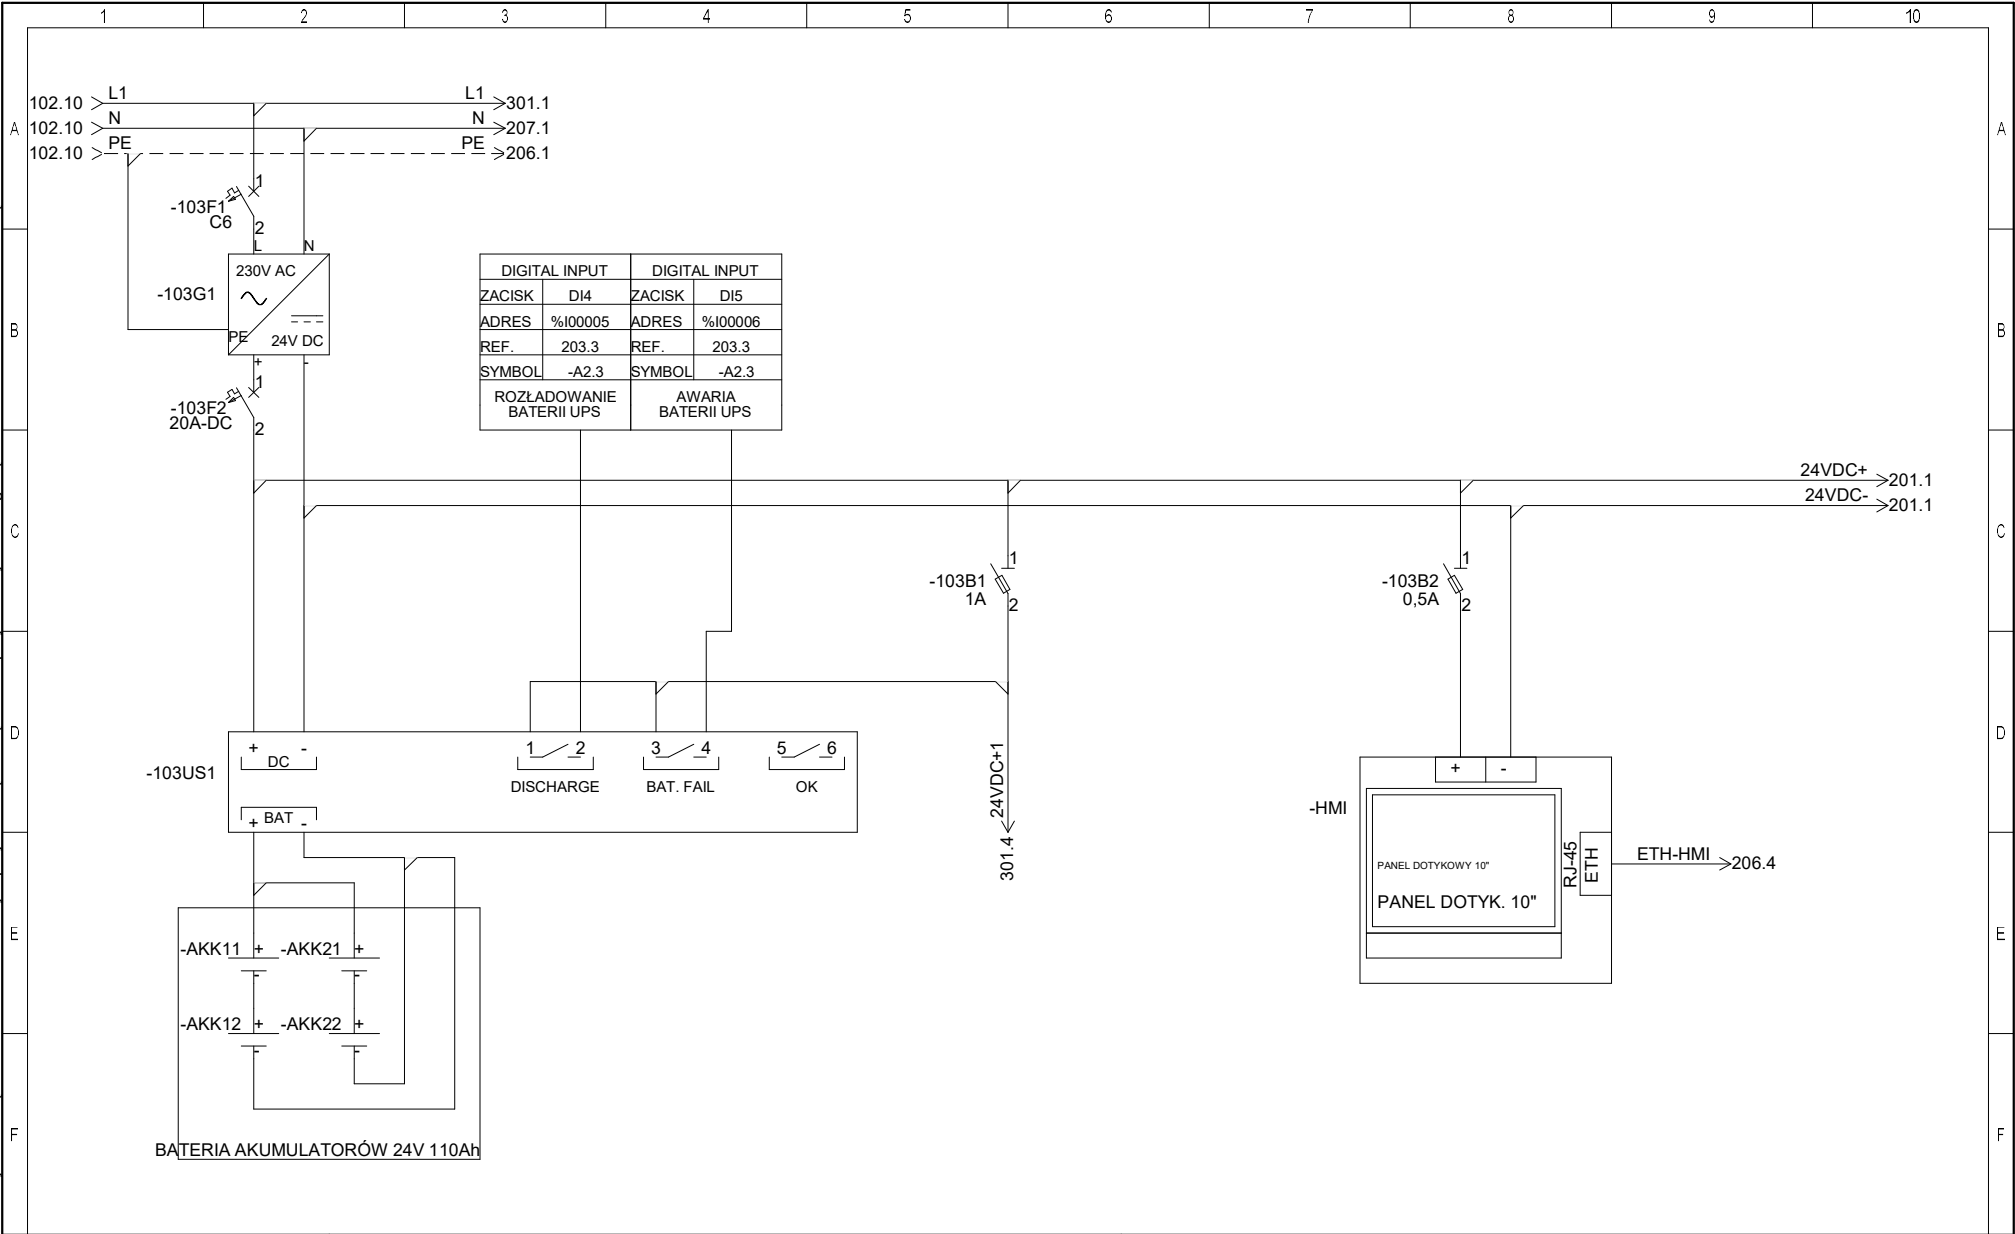 1 2 3 4 5 6 7 8 9 10
A A
B B
C C
D D
E E
F F
102.10 L1 L1 301.1
102.10 N N 207.1
102.10 PE PE 206.1
1
-103F1
C6
2
L N
230V AC
-103G1
PE 24V DC
+ -
1
-103F2
20A-DC
2
DIGITAL INPUT DIGITAL INPUT
ZACISK DI4 ZACISK DI5
ADRES %I00005 ADRES %I00006
REF. 203.3 REF. 203.3
SYMBOL -A2.3 SYMBOL -A2.3
ROZŁADOWANIE
BATERII UPS
AWARIA
BATERII UPS
24VDC+ 201.1
24VDC- 201.1
1
-103B1
1A
2
1
-103B2
0,5A
2
-103US1
+ -
DC
1 2
DISCHARGE
3 4
BAT. FAIL
5 6
OK
+ BAT -
24VDC+1
301.4
-HMI
+ -
PANEL DOTYKOWY 10"
PANEL DOTYK. 10"
RJ-45
ETH
ETH-HMI 206.4
-AKK11 + -AKK21 +
- -
-AKK12 + -AKK22 +
- -
BATERIA AKUMULATORÓW 24V 110Ah